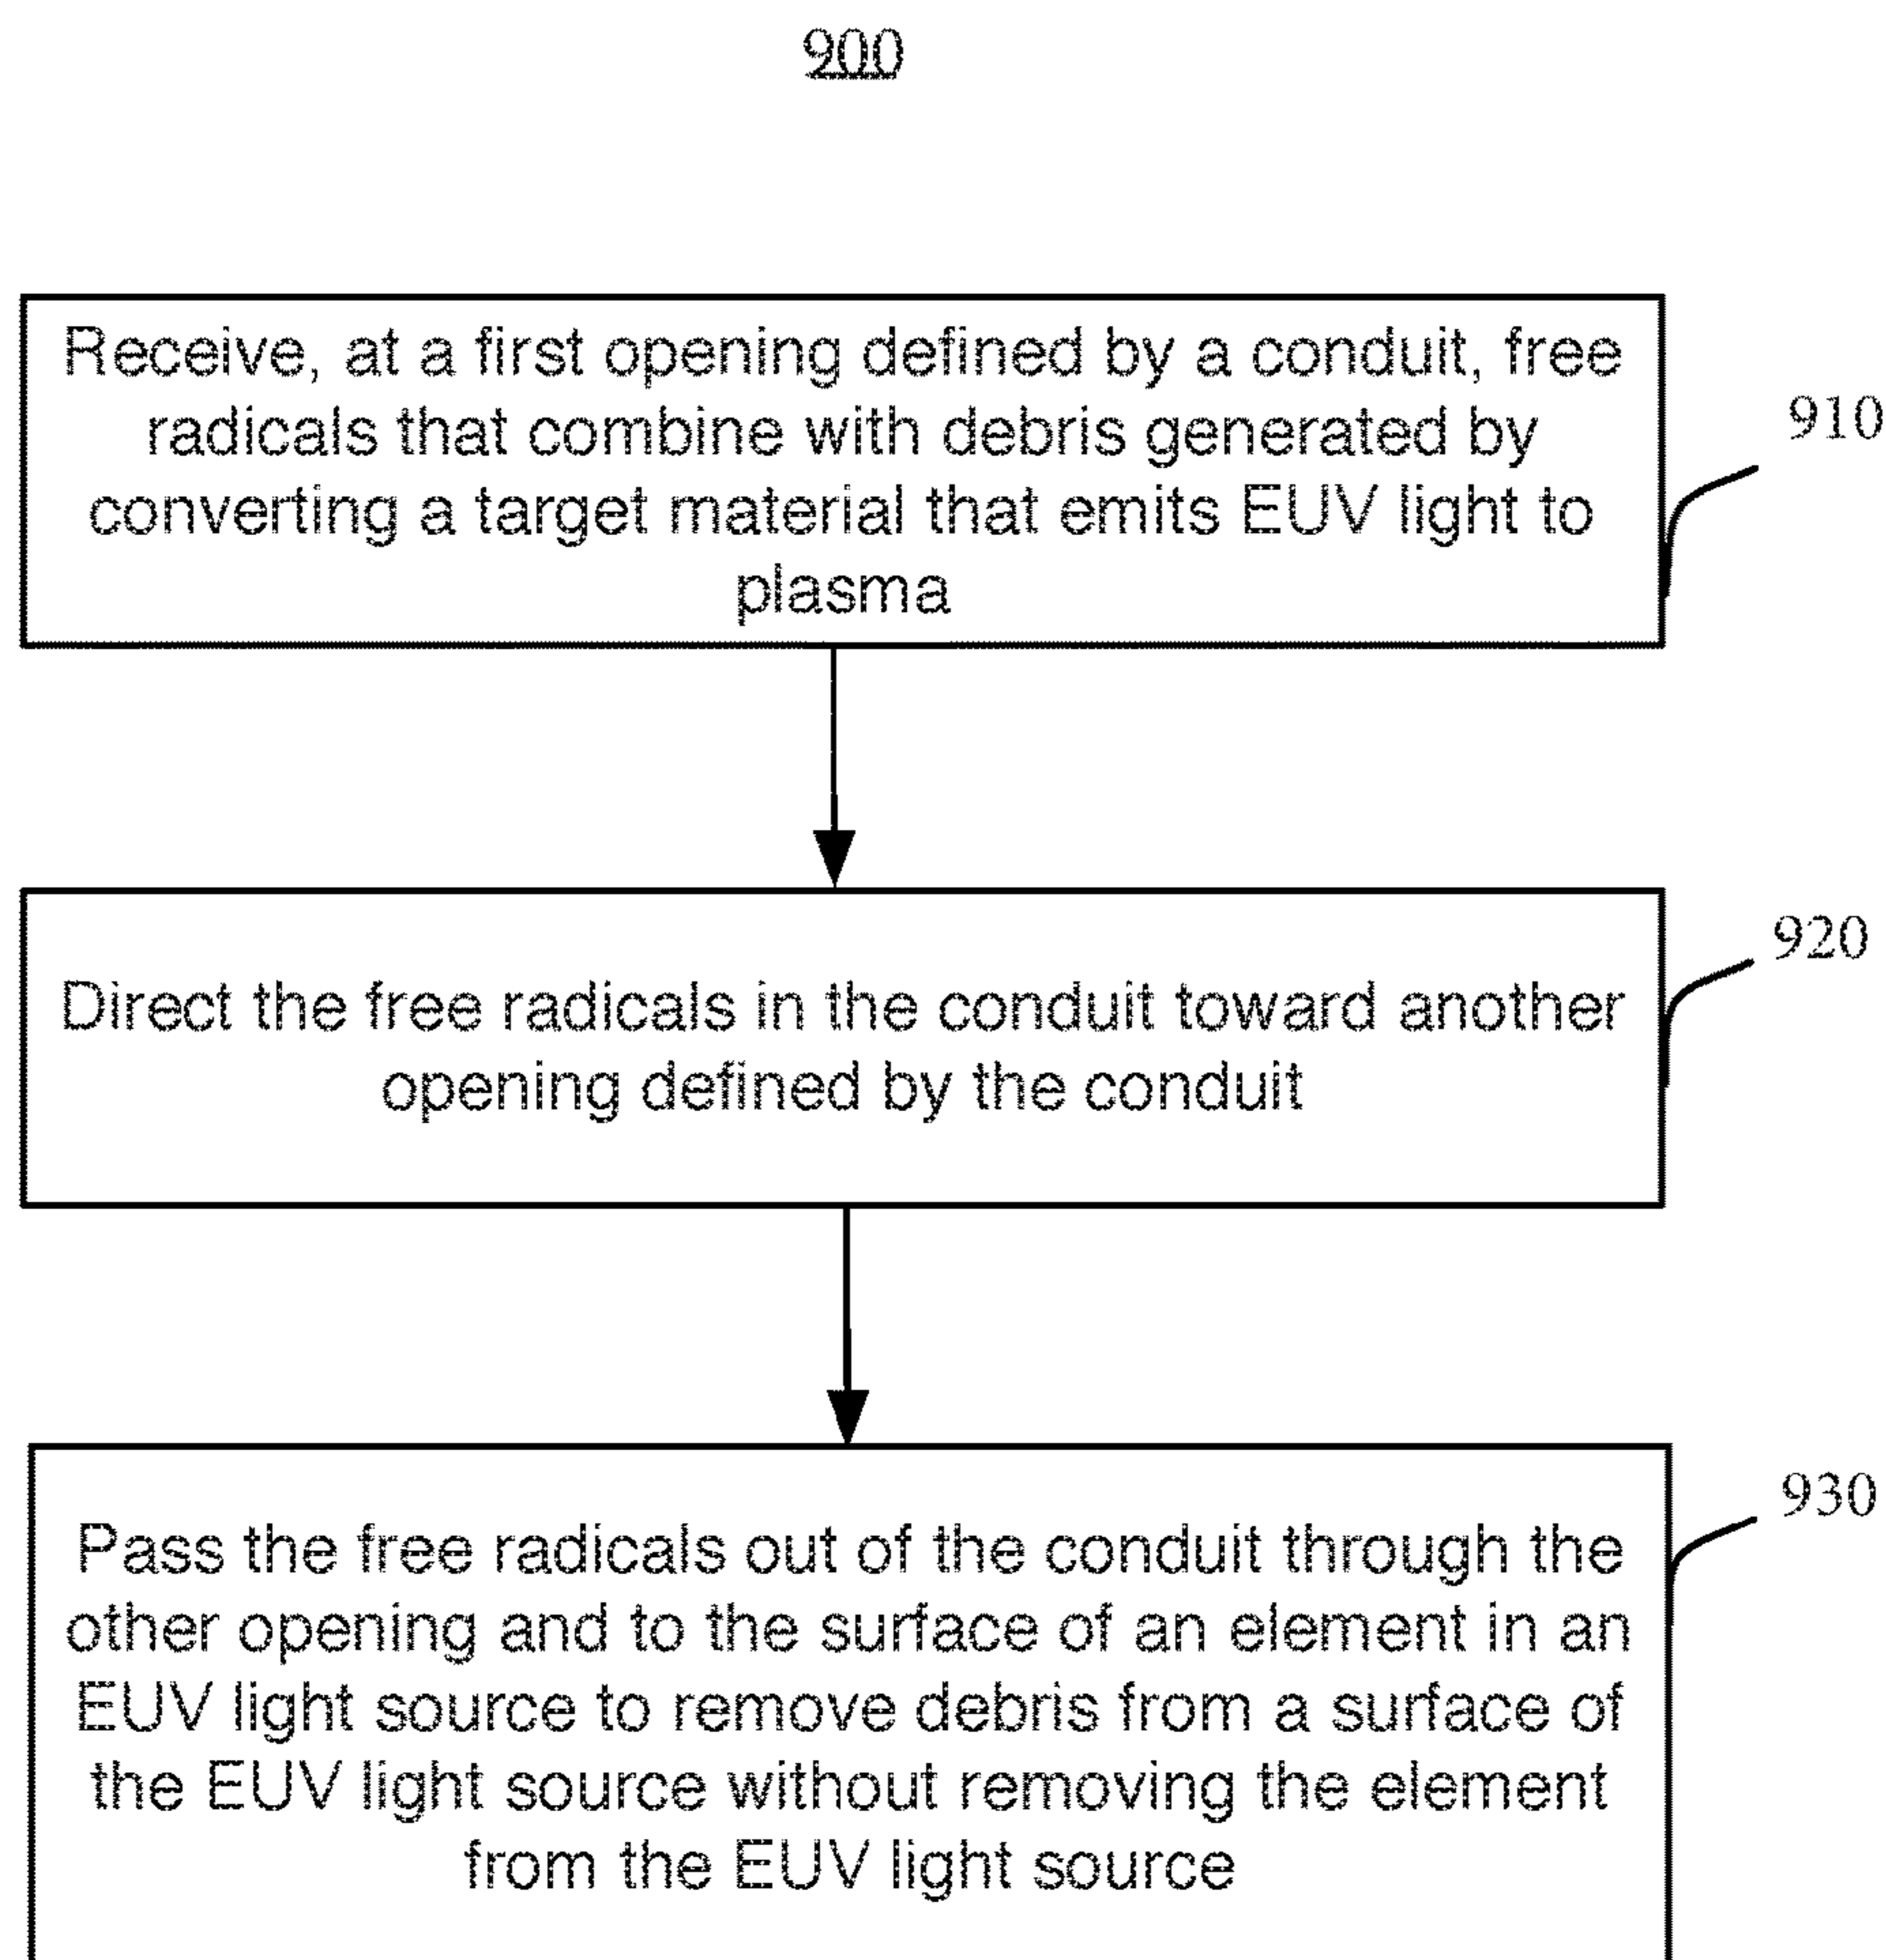 900
Receive, at a first opening defined by a conduit, free
radicals that combine with debris generated by
converting a target material that emits EUV light to
plasma
910
Direct the free radicals in the conduit toward another
opening defined by the conduit
920
Pass the free radicals out of the conduit through the
other opening and to the surface of an element in an
EUV light source to remove debris from a surface of
the EUV light source without removing the element
from the EUV light source
930